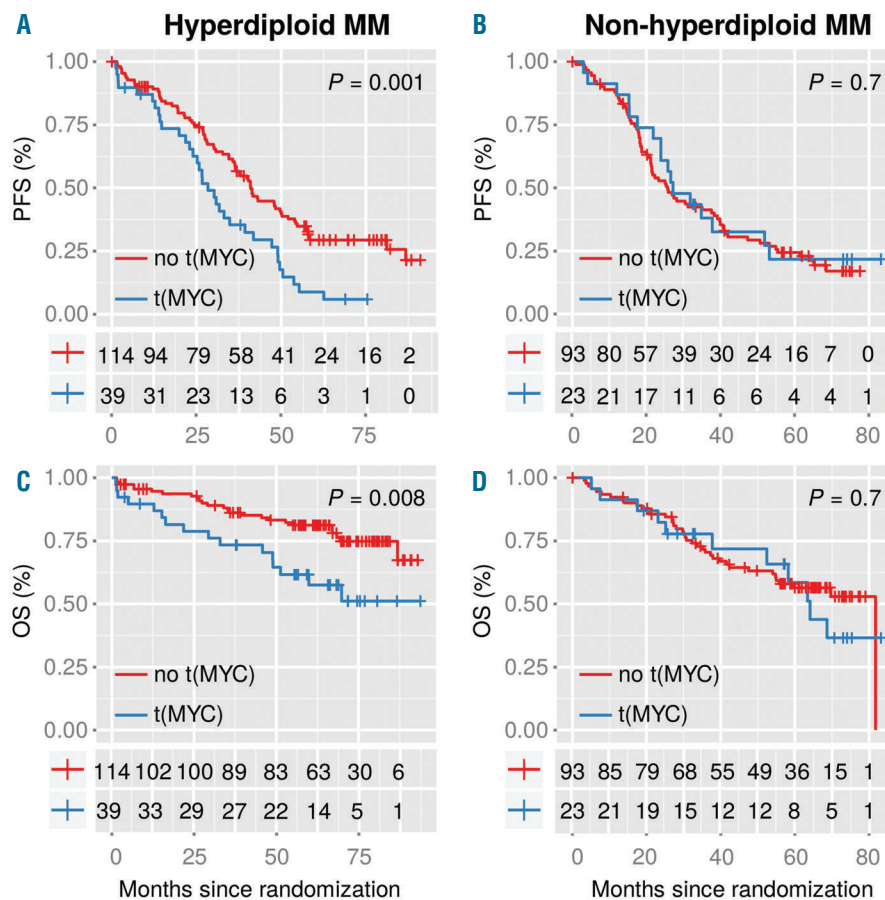 A Hyperdiploid MM
B Non-hyperdiploid MM
PFS (%)
1.00
0.75
0.50
0.25
0.00
P = 0.001
no t(MYC)
t(MYC)
114 94 79 58 41 24 16 2
39 31 23 13 6 3 1 0
0 25 50 75
PFS (%)
1.00
0.75
0.50
0.25
0.00
P = 0.7
no t(MYC)
t(MYC)
93 80 57 39 30 24 16 7 0
23 21 17 11 6 6 4 4 1
0 20 40 60 80
C
OS (%)
1.00
0.75
0.50
0.25
0.00
P = 0.008
no t(MYC)
t(MYC)
114 102 100 89 83 63 30 6
39 33 29 27 22 14 5 1
0 25 50 75
Months since randomization
D
OS (%)
1.00
0.75
0.50
0.25
0.00
P = 0.7
no t(MYC)
t(MYC)
93 85 79 68 55 49 36 15 1
23 21 19 15 12 12 8 5 1
0 20 40 60 80
Months since randomization